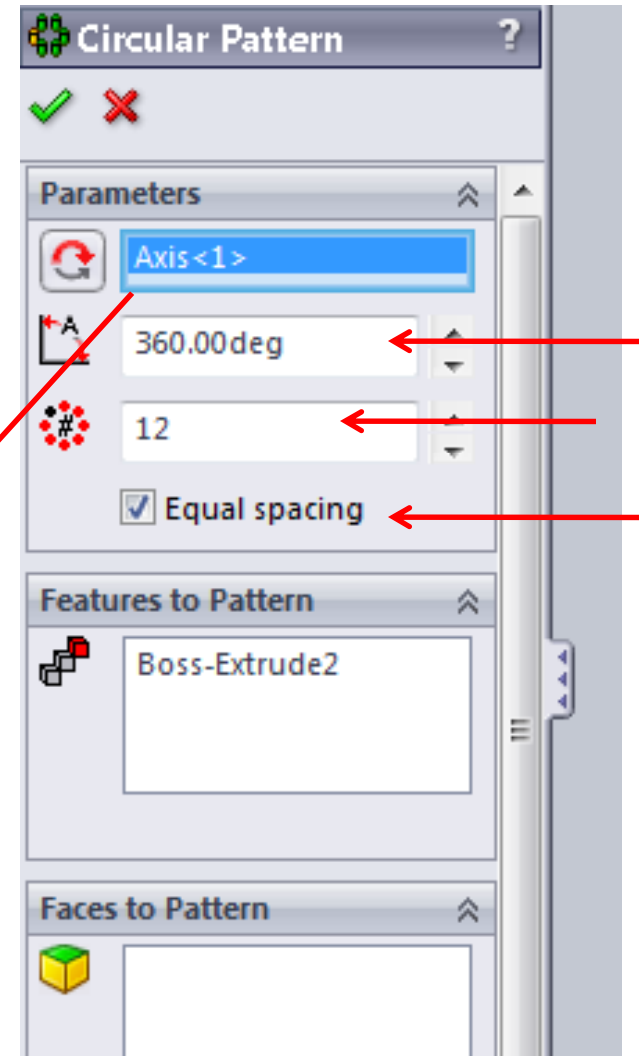 Circular Pattern ?
Parameters
Axis<1>
A
360.00deg
#
12
Equal spacing
Features to Pattern
Boss-Extrude2
Faces to Pattern